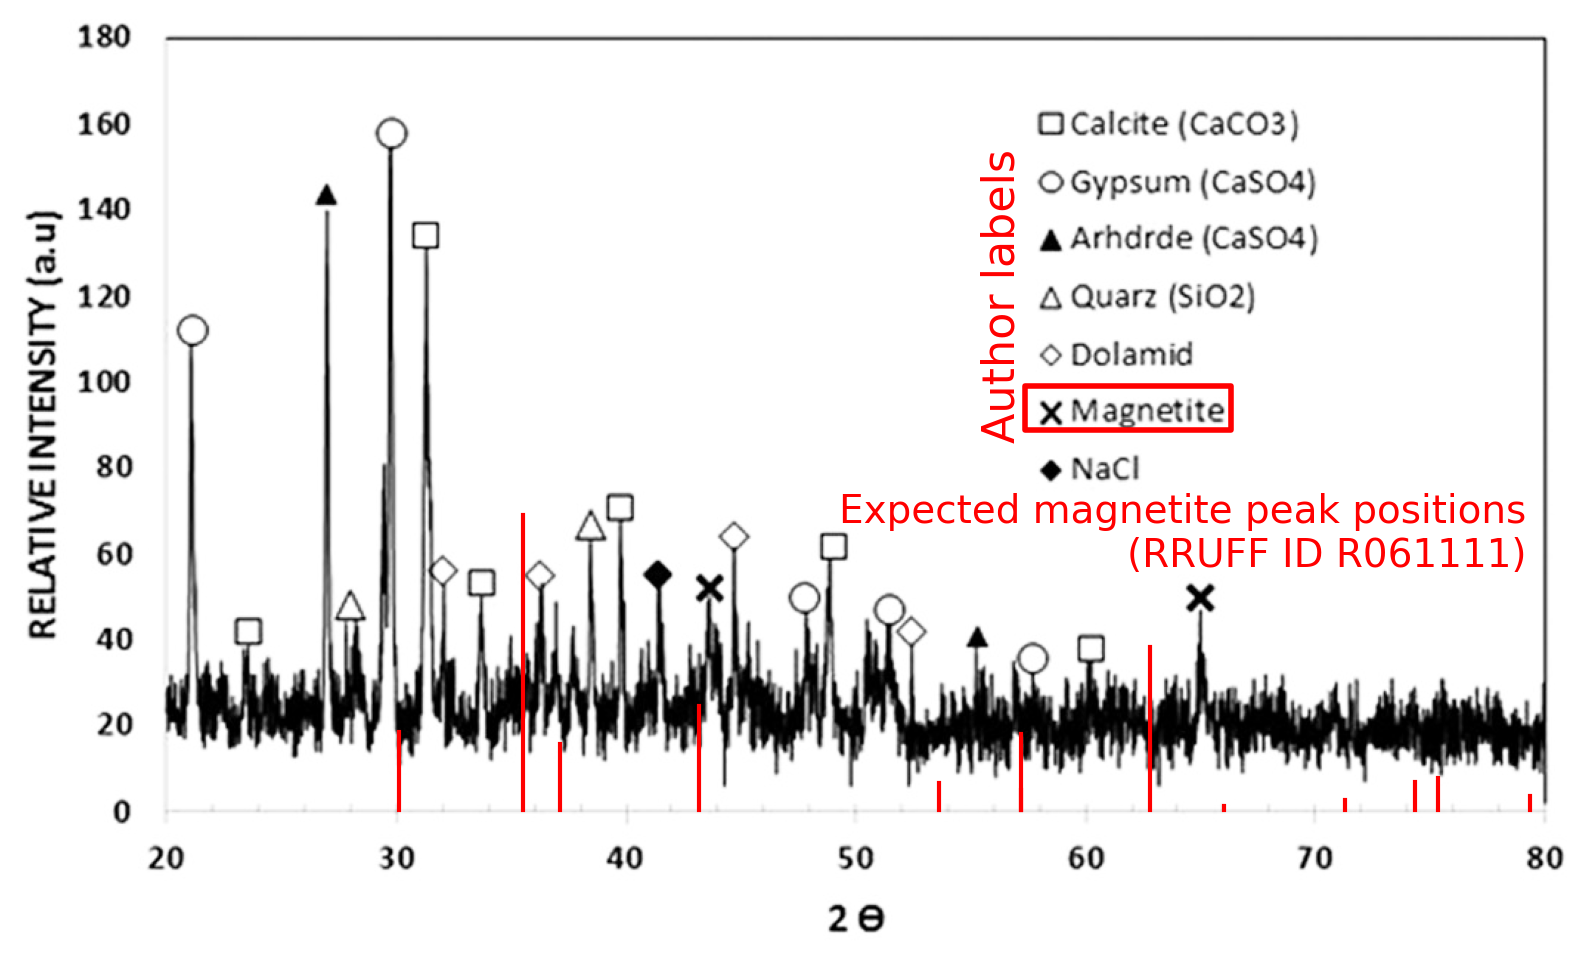 180
160
140
120
100
80
60
40
20
0
RELATIVE INTENSITY (a.u)
20 30 40 50 60 70 80
2 Ɵ
Author labels
Calcite (CaCO3)
Gypsum (CaSO4)
Arhdrde (CaSO4)
Quarz (SiO2)
Dolamid
Magnetite
NaCl
Expected magnetite peak positions
(RRUFF ID R061111)